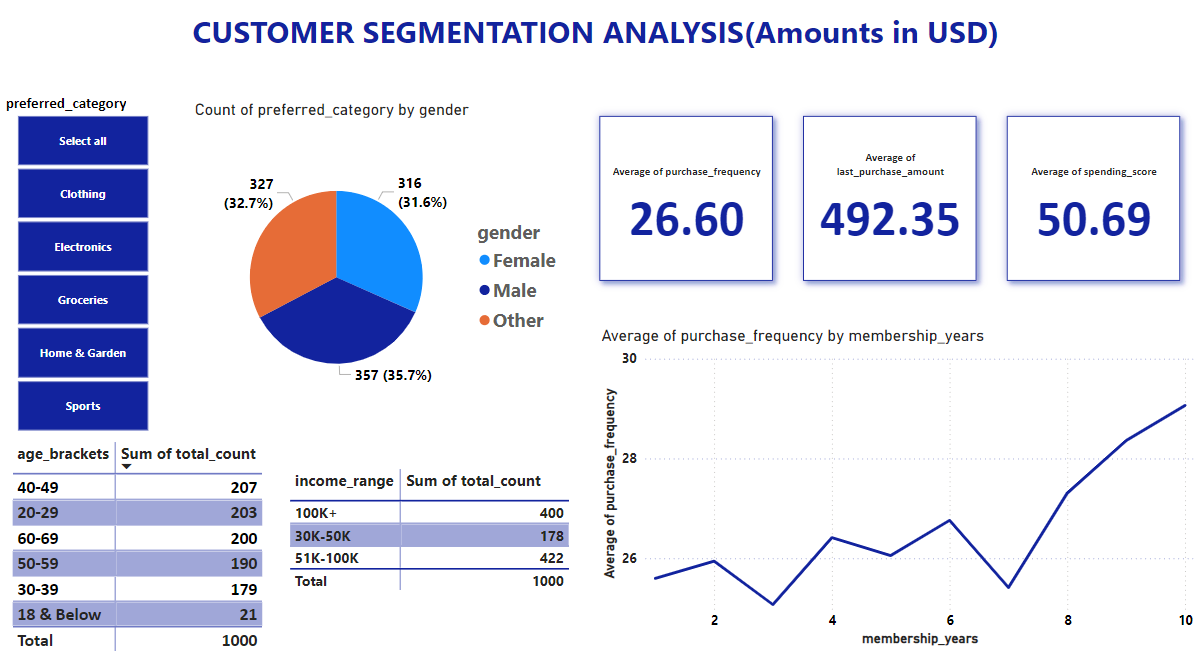 CUSTOMER SEGMENTATION ANALYSIS(Amounts in USD)
preferred_category
Select all
Clothing
Electronics
Groceries
Home & Garden
Sports
Count of preferred_category by gender
327
(32.7%)
316
(31.6%)
357 (35.7%)
gender
Female
Male
Other
Average of purchase_frequency
26.60
Average of
last_purchase_amount
492.35
Average of spending_score
50.69
age_brackets Sum of total_count
40-49 207
20-29 203
60-69 200
50-59 190
30-39 179
18 & Below 21
Total 1000
income_range Sum of total_count
100K+ 400
30K-50K 178
51K-100K 422
Total 1000
Average of purchase_frequency by membership_years
Average of purchase_frequency
30
28
26
2 4 6 8 10
membership_years